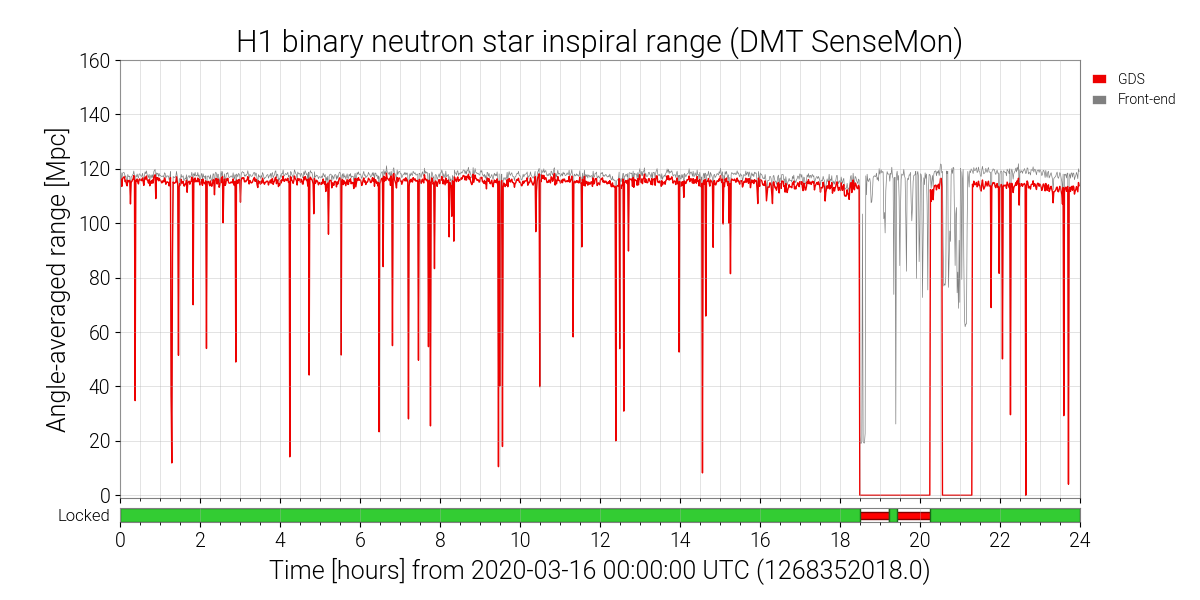 H1 binary neutron star inspiral range (DMT SenseMon)
GDS
Front-end
Angle-averaged range [Mpc]
160
140
120
100
80
60
40
20
0
Locked
0 2 4 6 8 10 12 14 16 18 20 22 24
Time [hours] from 2020-03-16 00:00:00 UTC (1268352018.0)